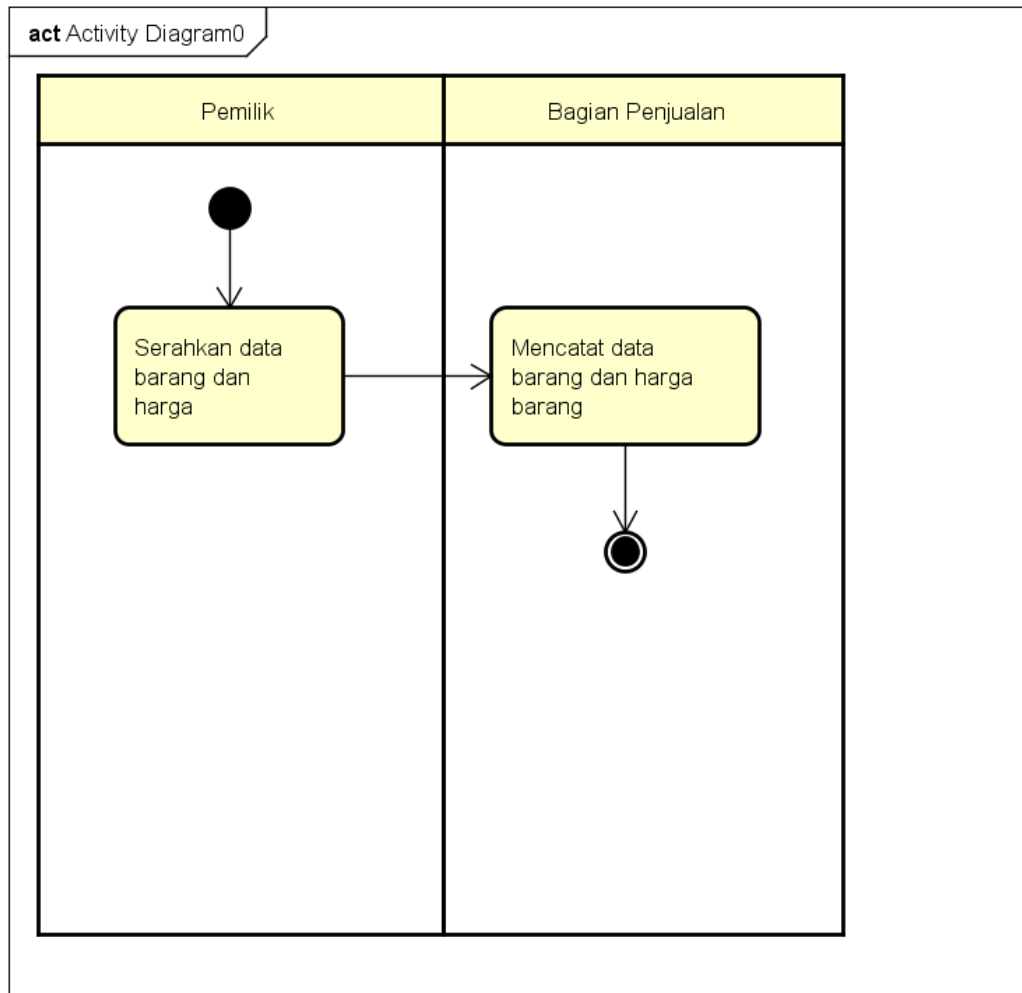 act Activity Diagram0
Pemilik
Bagian Penjualan
Serahkan data
barang dan
harga
Mencatat data
barang dan harga
barang